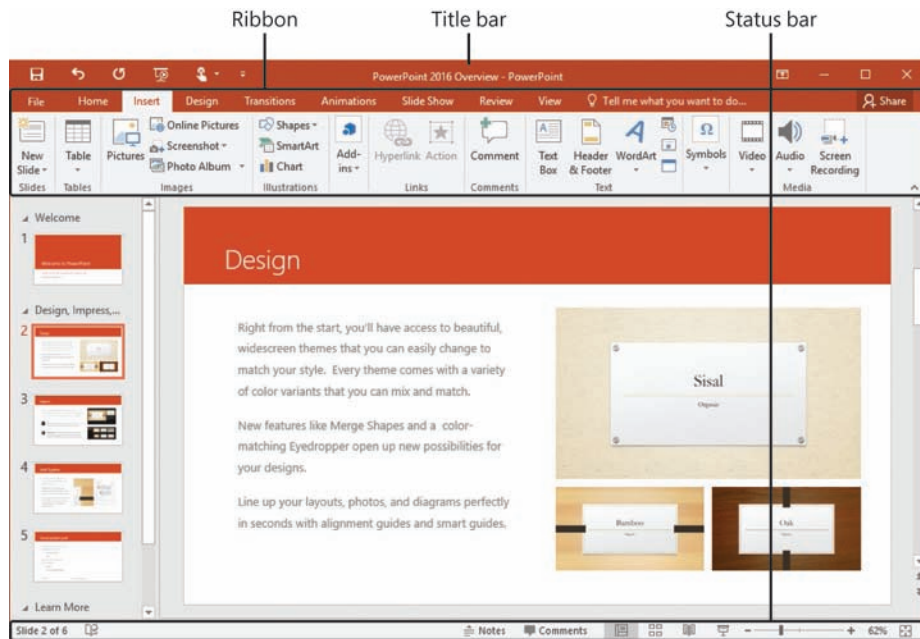 Ribbon Title bar Status bar
PowerPoint 2016 Overview - PowerPoint
File Home Insert Design Transitions Animations Slide Show Review View Tell me what you want to do... Share
New Slide
Slides
Table
Tables
Pictures
Online Pictures
Screenshot
Photo Album
Images
Shapes
SmartArt
Chart
Illustrations
Add-ins
Hyperlink Action
Links
Comment
Comments
Text Box
Header & Footer
WordArt
Text
Symbols
Video
Audio
Screen Recording
Media
Welcome
1
Welcome to PowerPoint
Design, Impress,...
2
3
4
5
Learn More
Design
Right from the start, you'll have access to beautiful,
widescreen themes that you can easily change to
match your style. Every theme comes with a variety
of color variants that you can mix and match.
New features like Merge Shapes and a color-
matching Eyedropper open up new possibilities for
your designs.
Line up your layouts, photos, and diagrams perfectly
in seconds with alignment guides and smart guides.
Sisal
Organic
Bamboo
Oak
Slide 2 of 6 Notes Comments 62%